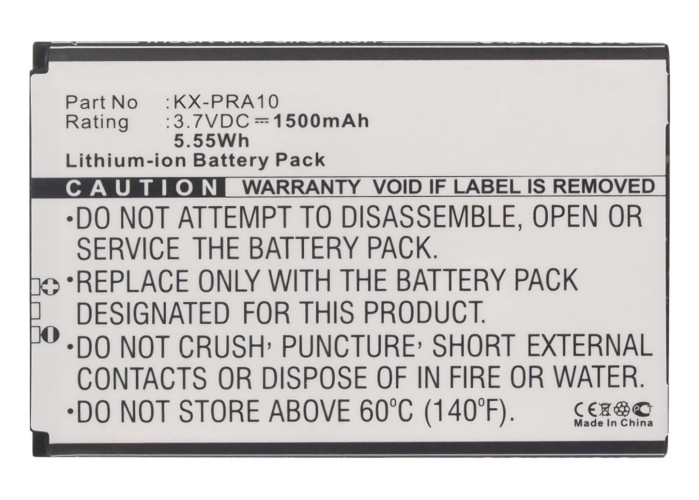 Part No :KX-PRA10
Rating :3.7VDC⎓1500mAh
5.55Wh
Lithium-ion Battery Pack
CAUTION WARRANTY VOID IF LABEL IS REMOVED
•DO NOT ATTEMPT TO DISASSEMBLE, OPEN OR
SERVICE THE BATTERY PACK.
•REPLACE ONLY WITH THE BATTERY PACK
DESIGNATED FOR THIS PRODUCT.
•DO NOT CRUSH, PUNCTURE, SHORT EXTERNAL
CONTACTS OR DISPOSE OF IN FIRE OR WATER.
•DO NOT STORE ABOVE 60°C (140°F).
CE
Made in China